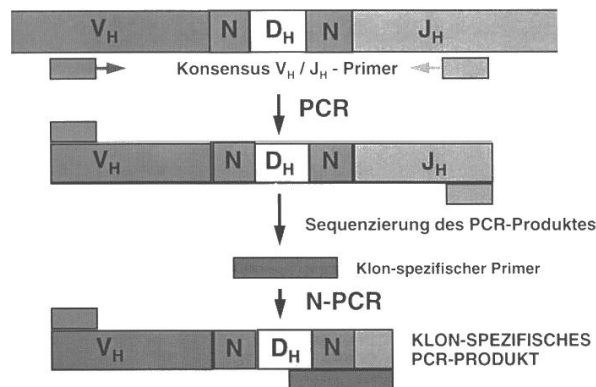 V_H N D_H N J_H
Konsensus V_H / J_H - Primer
PCR
V_H N D_H N J_H
Sequenzierung des PCR-Produktes
Klon-spezifischer Primer
N-PCR
V_H N D_H N
KLON-SPEZIFISCHES
PCR-PRODUKT